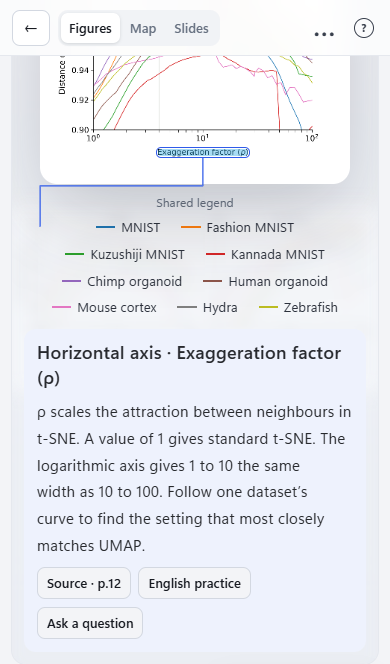 ←
Figures
Map
Slides
...
?
Distance (
0.94
0.92
0.90
10⁰
10¹
10²
Exaggeration factor (ρ)
Shared legend
MNIST
Fashion MNIST
Kuzushiji MNIST
Kannada MNIST
Chimp organoid
Human organoid
Mouse cortex
Hydra
Zebrafish
Horizontal axis · Exaggeration factor
(ρ)
ρ scales the attraction between neighbours in
t-SNE. A value of 1 gives standard t-SNE. The
logarithmic axis gives 1 to 10 the same
width as 10 to 100. Follow one dataset’s
curve to find the setting that most closely
matches UMAP.
Source · p.12
English practice
Ask a question